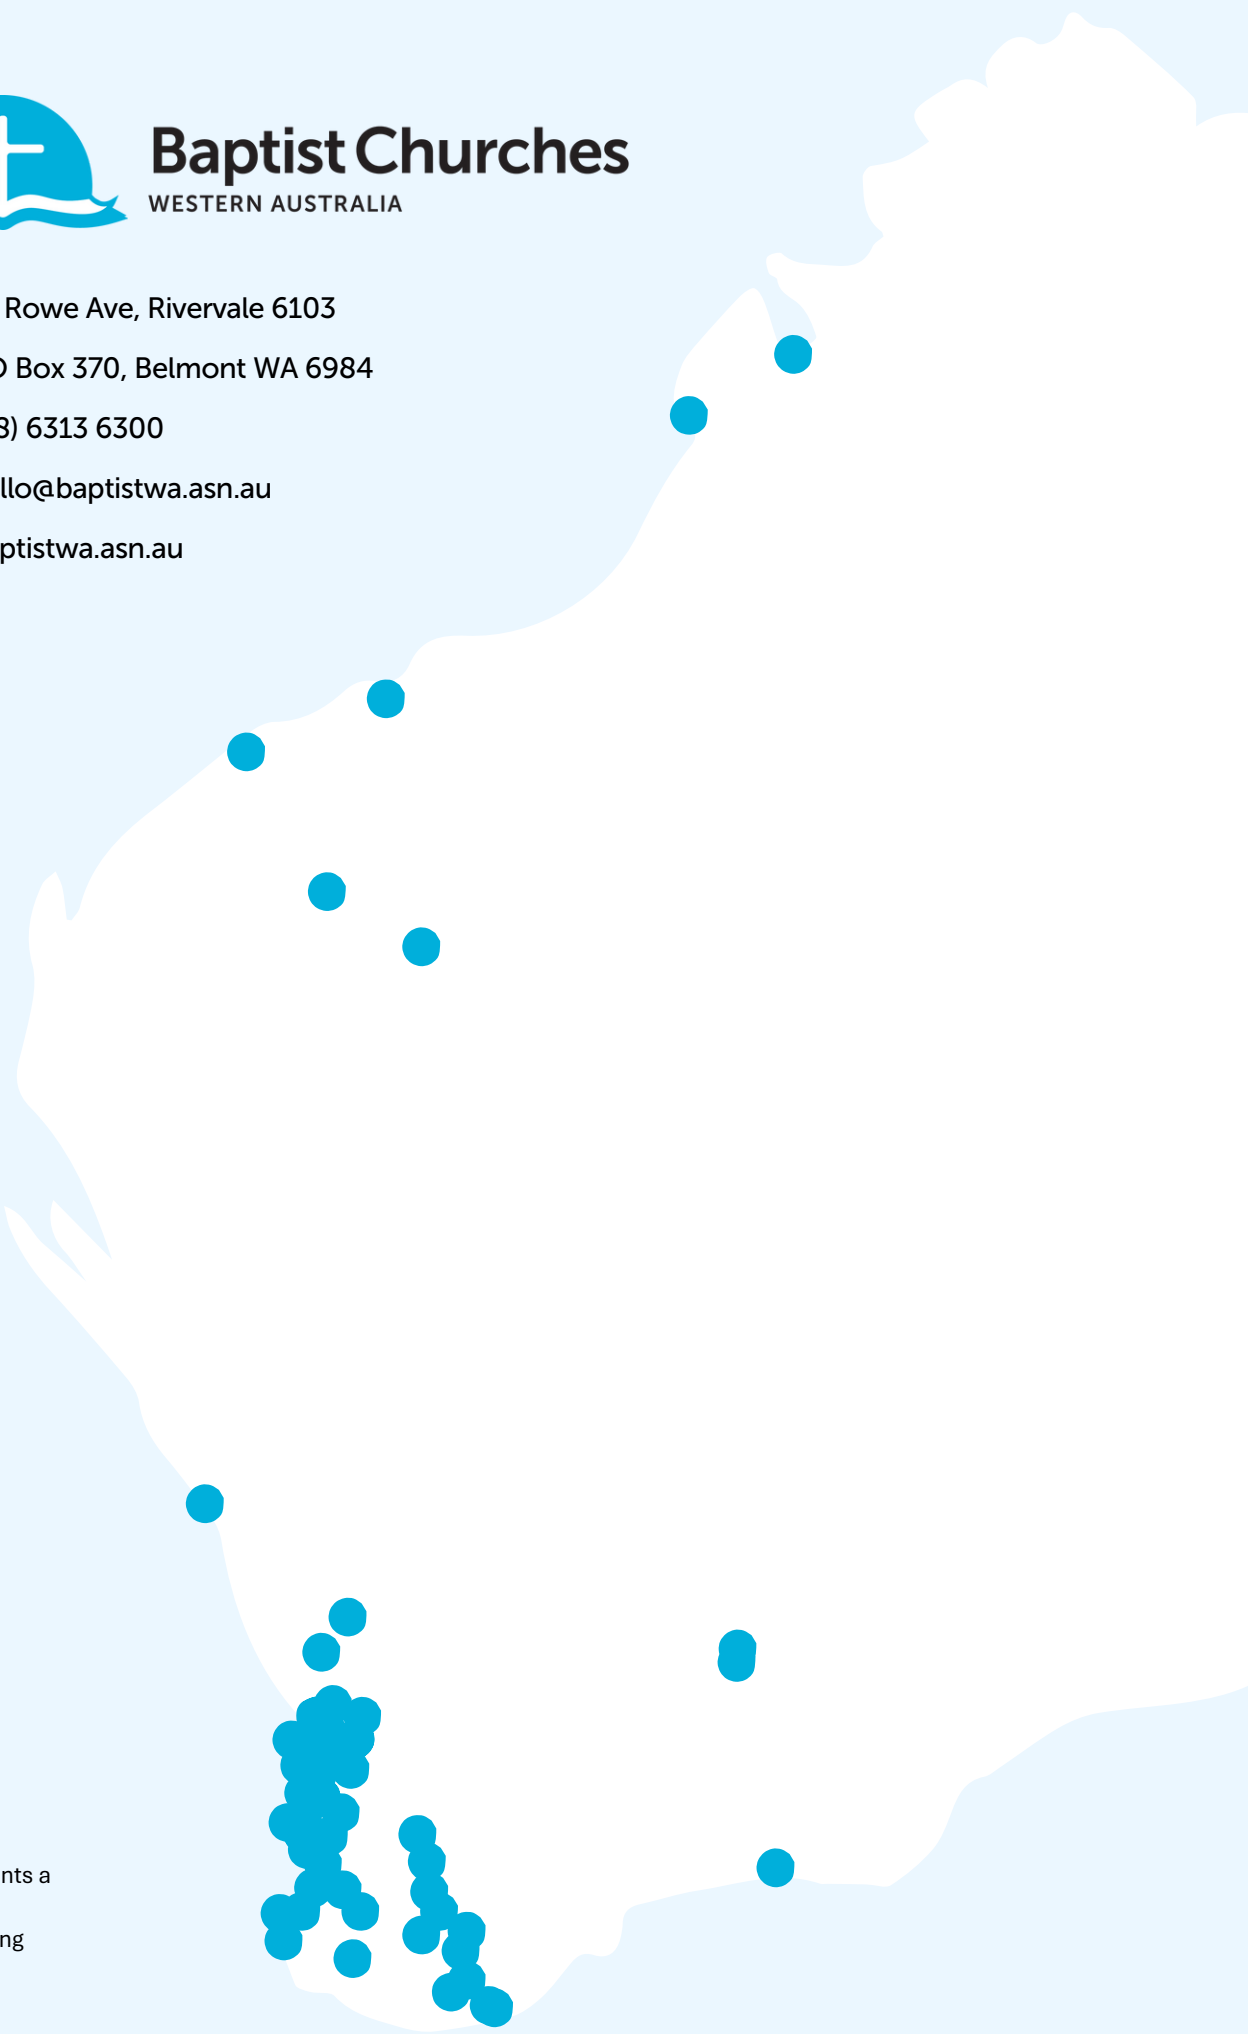 Baptist Churches
WESTERN AUSTRALIA
Rowe Ave, Rivervale 6103
Box 370, Belmont WA 6984
8) 6313 6300
llo@baptistwa.asn.au
ptistwa.asn.au
nts a
ng